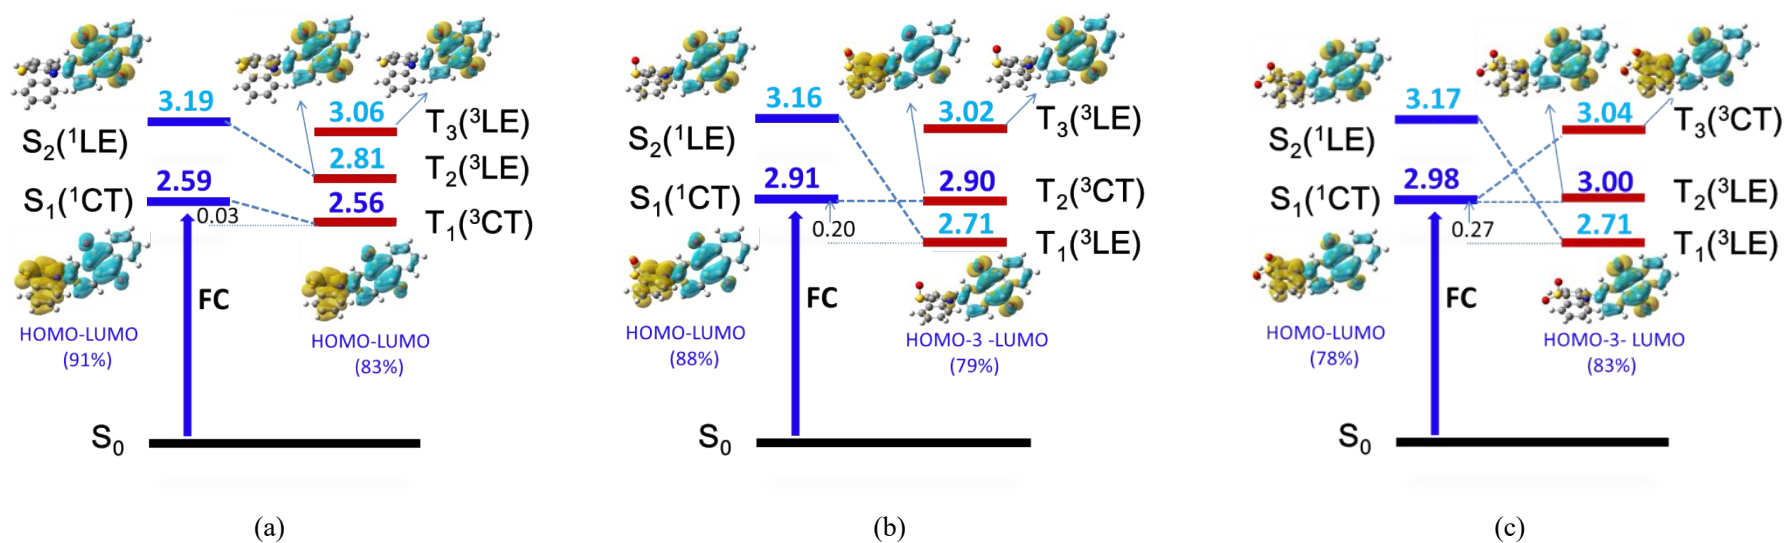 3.19
S2(1LE)
3.06
T3(3LE)
2.81
T2(3LE)
2.59
S1(1CT)
0.03
2.56
T1(3CT)
FC
HOMO-LUMO
(91%)
HOMO-LUMO
(83%)
S0
(a)
3.16
S2(1LE)
3.02
T3(3LE)
2.91
S1(1CT)
2.90
T2(3CT)
0.20
2.71
T1(3LE)
FC
HOMO-LUMO
(88%)
HOMO-3 -LUMO
(79%)
S0
(b)
3.17
S2(1LE)
3.04
T3(3CT)
2.98
S1(1CT)
3.00
T2(3LE)
0.27
2.71
T1(3LE)
FC
HOMO-LUMO
(78%)
HOMO-3- LUMO
(83%)
S0
(c)